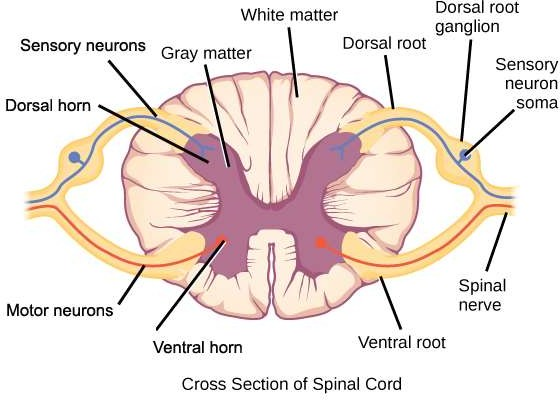 White matter
Dorsal root
ganglion
Sensory neurons
Gray matter
Dorsal root
Sensory
neuron
soma
Dorsal horn
Motor neurons
Ventral horn
Spinal
nerve
Ventral root
Cross Section of Spinal Cord